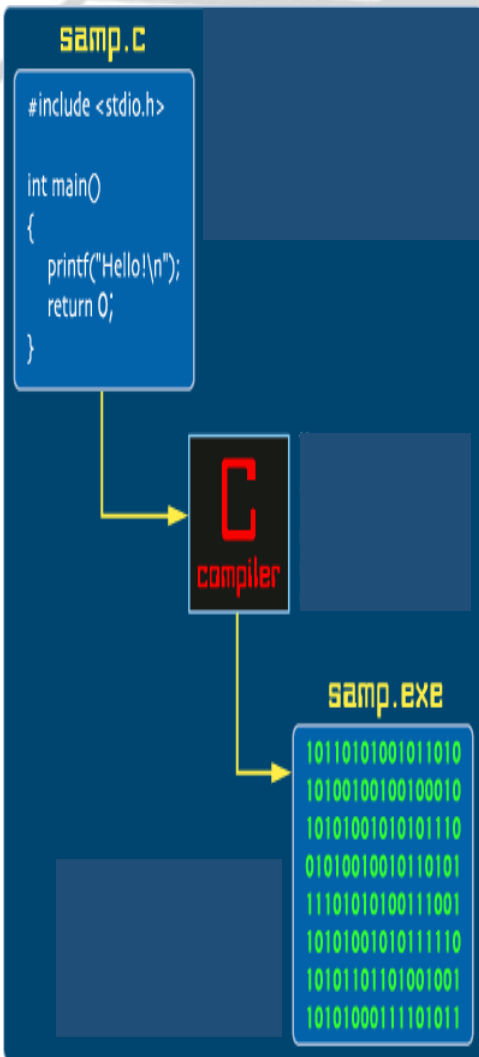 samp.c
#include <stdio.h>
int main()
{
printf("Hello!\n");
return 0;
}
C
compiler
samp.exe
10110101001011010
10100100100100010
10101001010101110
01010010010110101
11101010100111001
10101001010111110
10101101101001001
10101000111101011